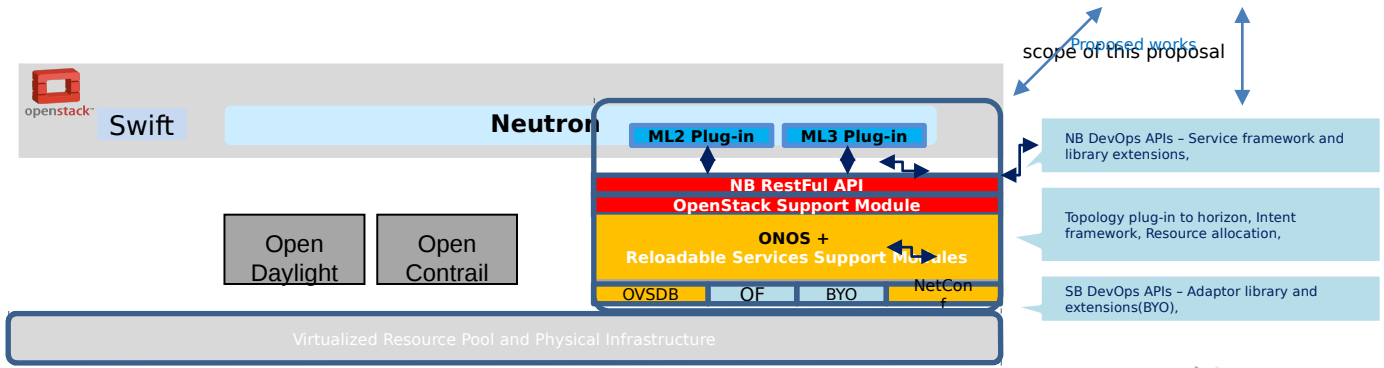 Proposed works
scope of this proposal
openstack™
Swift
Neutron
ML2 Plug-in
ML3 Plug-in
NB RestFul API
OpenStack Support Module
ONOS +
Reloadable Services Support Modules
Open
Daylight
Open
Contrail
OVSDB
OF
BYO
NetCon
f
Virtualized Resource Pool and Physical Infrastructure
NB DevOps APIs – Service framework and
library extensions,
Topology plug-in to horizon, Intent
framework, Resource allocation,
SB DevOps APIs – Adaptor library and
extensions(BYO),